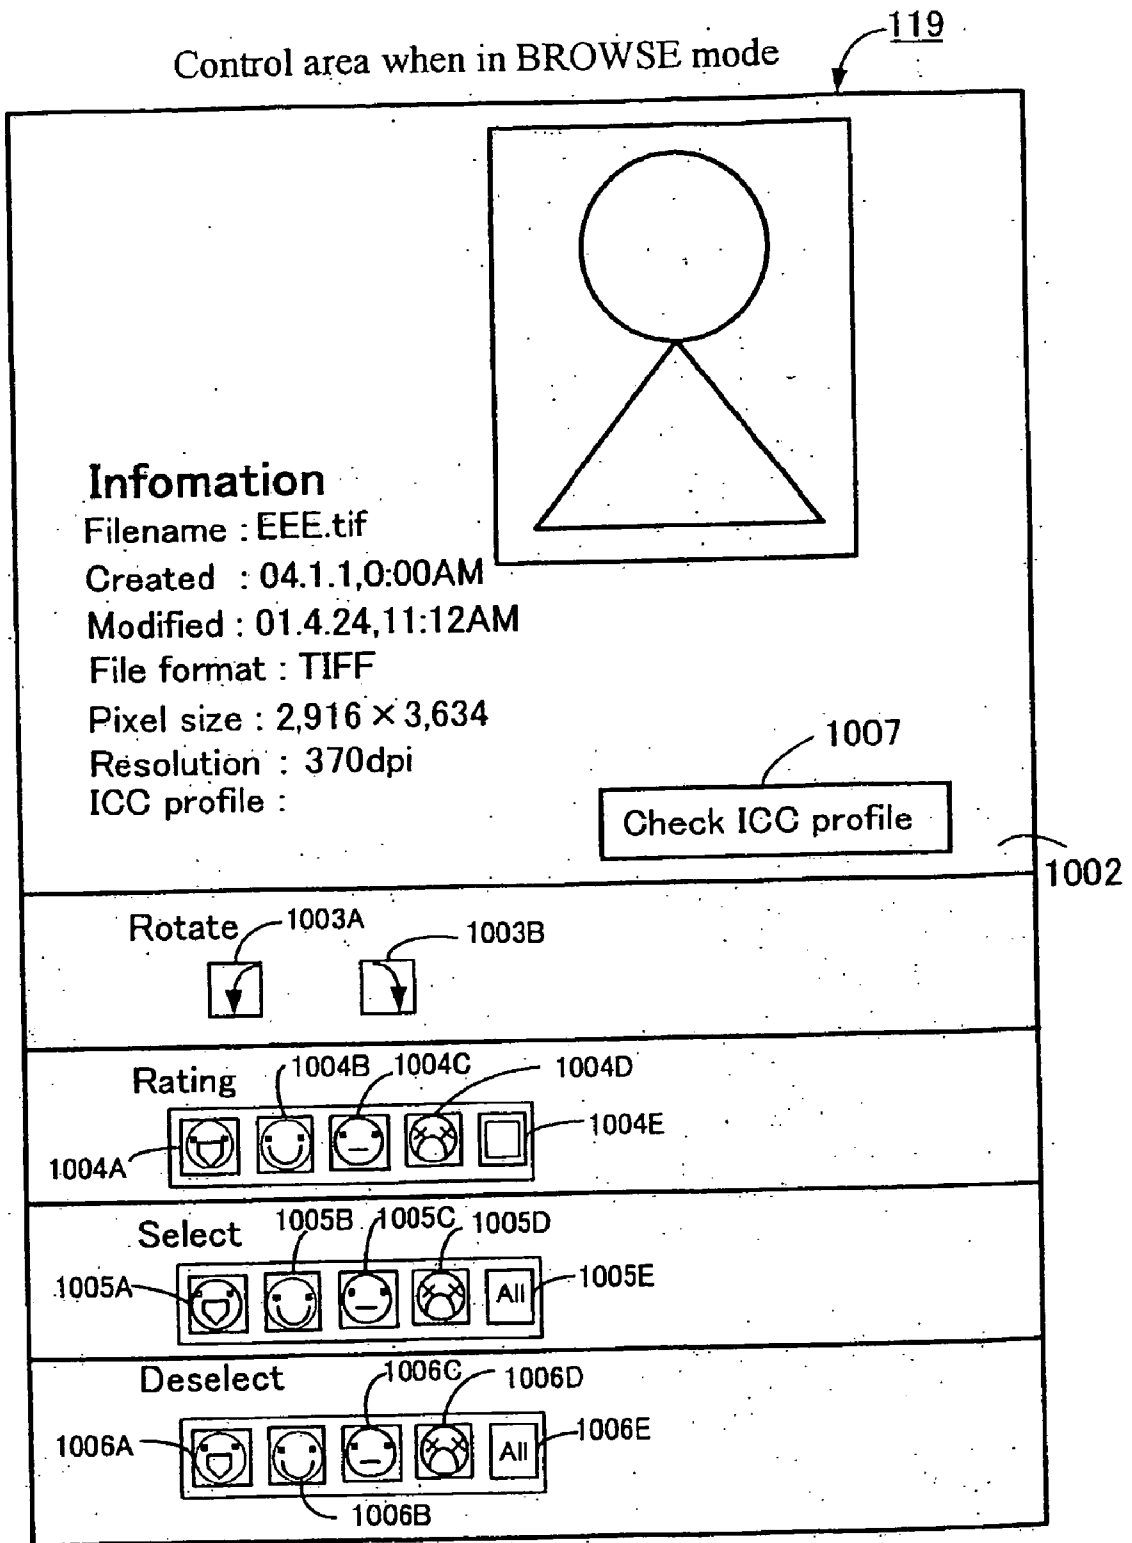 119
Control area when in BROWSE mode
Infomation
Filename : EEE.tif
Created : 04.1.1,0:00AM
Modified : 01.4.24,11:12AM
File format : TIFF
Pixel size : 2,916 × 3,634
Resolution : 370dpi
ICC profile :
1007
Check ICC profile
1002
Rotate 1003A 1003B
Rating 1004B 1004C 1004D
1004A 1004E
Select 1005B 1005C 1005D
1005A All 1005E
Deselect 1006C 1006D
1006A All 1006E
1006B